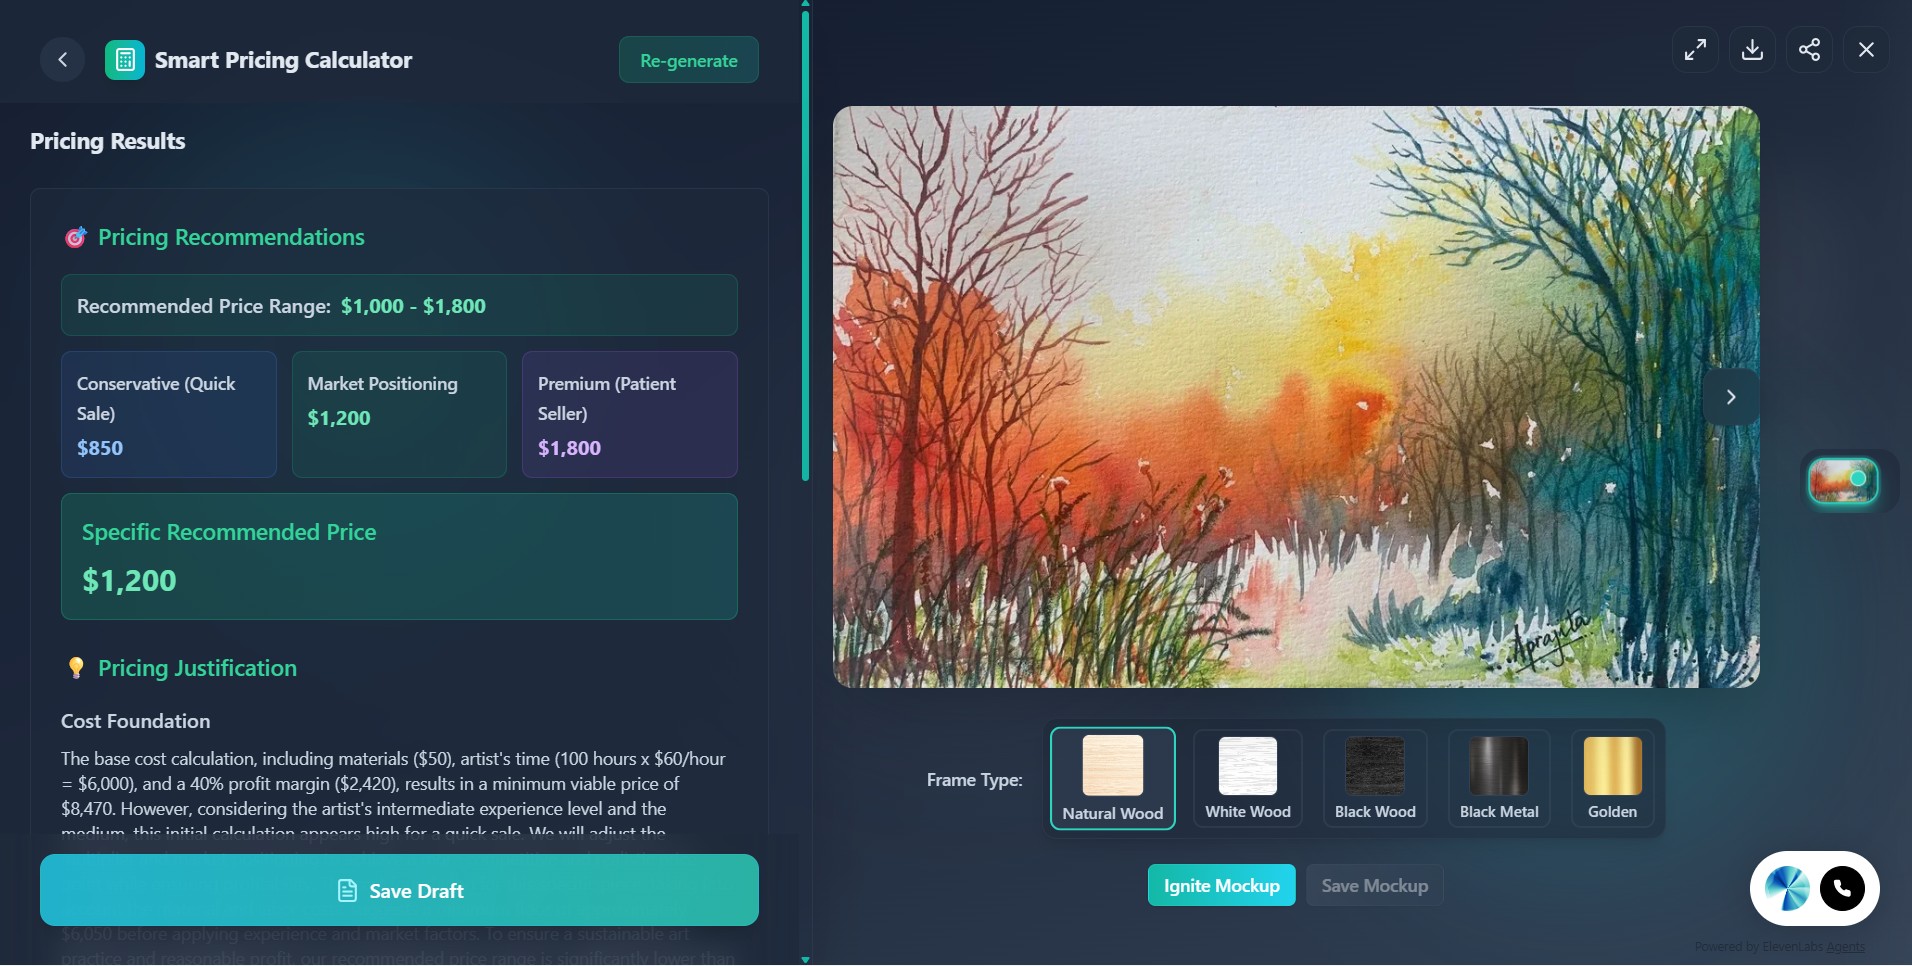 Smart Pricing Calculator
Re-generate
Pricing Results
Pricing Recommendations
Recommended Price Range: $1,000 - $1,800
Conservative (Quick
Sale)
$850
Market Positioning
$1,200
Premium (Patient
Seller)
$1,800
Specific Recommended Price
$1,200
Pricing Justification
Cost Foundation
The base cost calculation, including materials ($50), artist's time (100 hours x $60/hour
= $6,000), and a 40% profit margin ($2,420), results in a minimum viable price of
$8,470. However, considering the artist's intermediate experience level and the
medium, this initial calculation appears high for a quick sale. We will adjust the
Save Draft
$6,050 before applying experience and market factors. To ensure a sustainable art
practice and reasonable profit, our recommended price range is significantly lower than
Aprajita
Frame Type:
Natural Wood
White Wood
Black Wood
Black Metal
Golden
Ignite Mockup
Save Mockup
Powered by ElevenLabs Agents